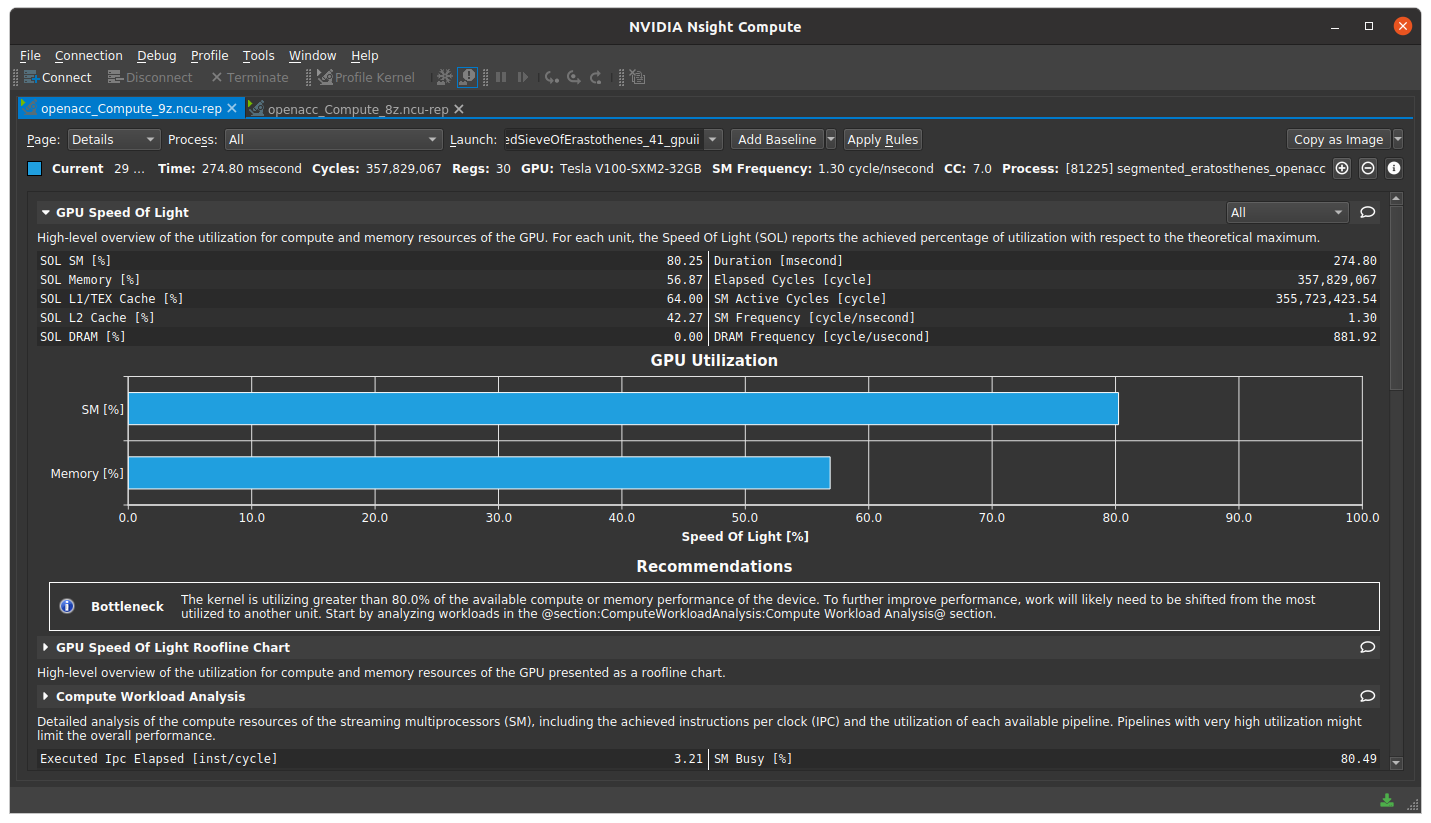 NVIDIA Nsight Compute
File Connection Debug Profile Tools Window Help
Connect Disconnect Terminate Profile Kernel
openacc_Compute_9z.ncu-rep openacc_Compute_8z.ncu-rep
Page: Details Process: All Launch: edSieveOfErastothenes_41_gpuii Add Baseline Apply Rules Copy as Image
Current 29 ... Time: 274.80 msecond Cycles: 357,829,067 Regs: 30 GPU: Tesla V100-SXM2-32GB SM Frequency: 1.30 cycle/nsecond CC: 7.0 Process: [81225] segmented_eratosthenes_openacc
GPU Speed Of Light All
High-level overview of the utilization for compute and memory resources of the GPU. For each unit, the Speed Of Light (SOL) reports the achieved percentage of utilization with respect to the theoretical maximum.
SOL SM [%] 80.25 Duration [msecond] 274.80
SOL Memory [%] 56.87 Elapsed Cycles [cycle] 357,829,067
SOL L1/TEX Cache [%] 64.00 SM Active Cycles [cycle] 355,723,423.54
SOL L2 Cache [%] 42.27 SM Frequency [cycle/nsecond] 1.30
SOL DRAM [%] 0.00 DRAM Frequency [cycle/usecond] 881.92
GPU Utilization
SM [%]
Memory [%]
0.0 10.0 20.0 30.0 40.0 50.0 60.0 70.0 80.0 90.0 100.0
Speed Of Light [%]
Recommendations
Bottleneck
The kernel is utilizing greater than 80.0% of the available compute or memory performance of the device. To further improve performance, work will likely need to be shifted from the most
utilized to another unit. Start by analyzing workloads in the @section:ComputeWorkloadAnalysis:Compute Workload Analysis@ section.
GPU Speed Of Light Roofline Chart
High-level overview of the utilization for compute and memory resources of the GPU presented as a roofline chart.
Compute Workload Analysis
Detailed analysis of the compute resources of the streaming multiprocessors (SM), including the achieved instructions per clock (IPC) and the utilization of each available pipeline. Pipelines with very high utilization might
limit the overall performance.
Executed Ipc Elapsed [inst/cycle] 3.21 SM Busy [%] 80.49